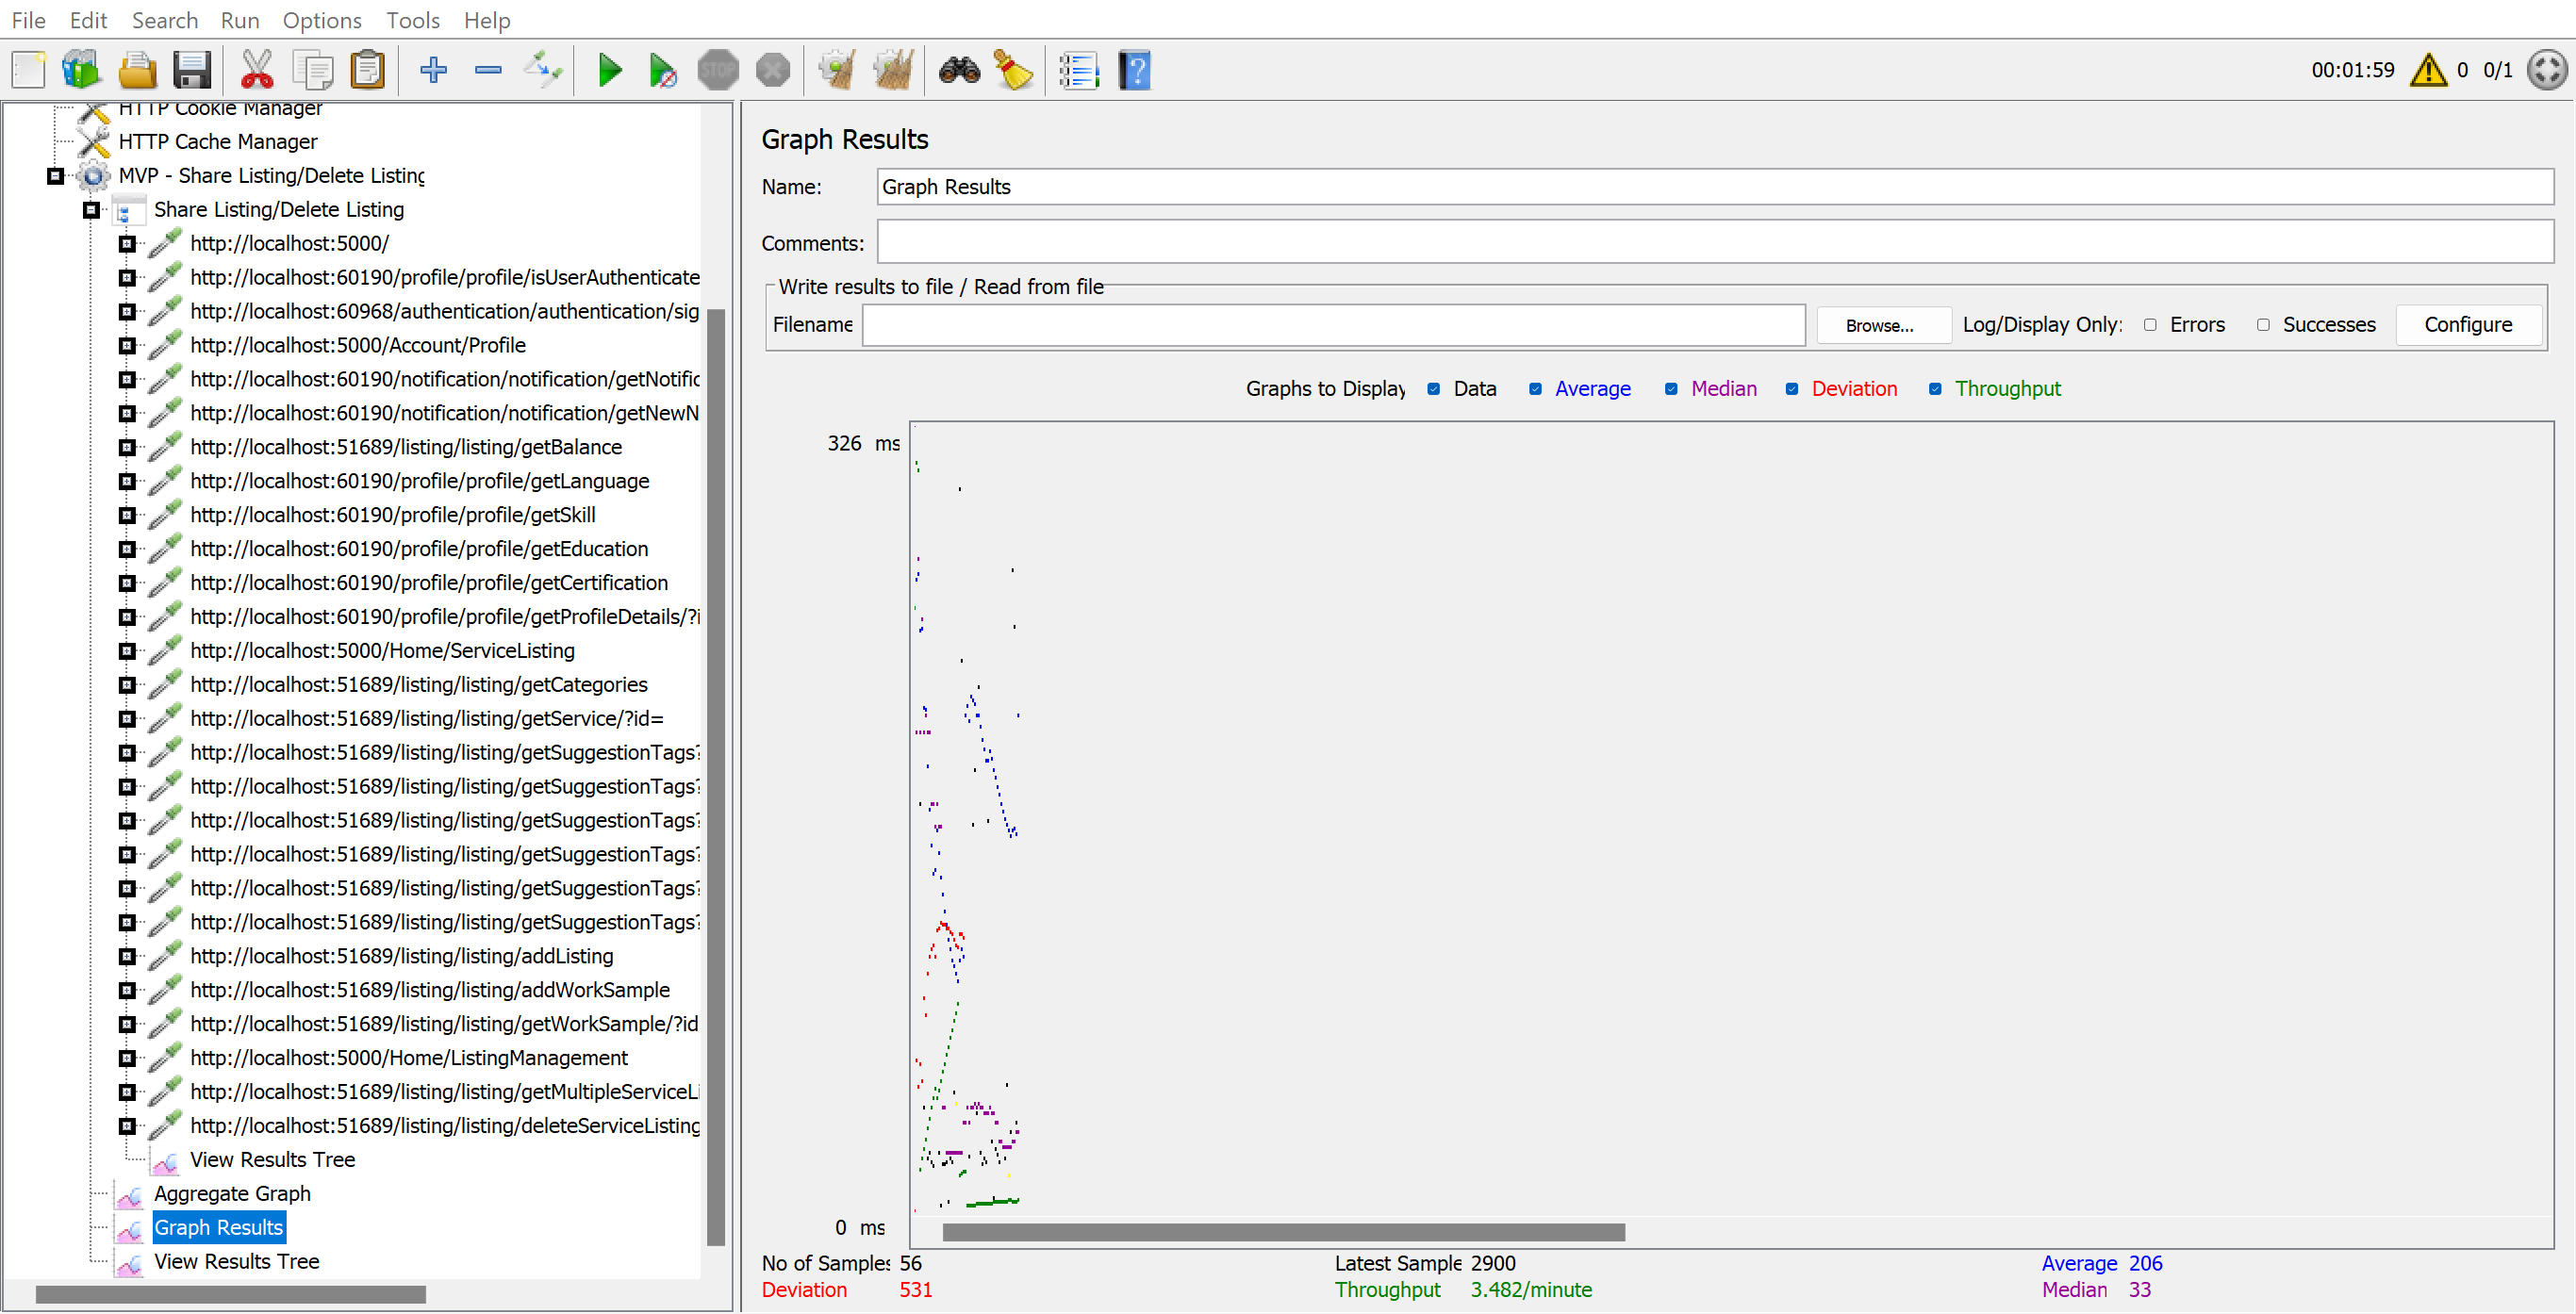 File Edit Search Run Options Tools Help
STOP
00:01:59 0 0/1
HTTP Cookie Manager
HTTP Cache Manager
MVP - Share Listing/Delete Listing
Share Listing/Delete Listing
http://localhost:5000/
http://localhost:60190/profile/profile/isUserAuthenticate
http://localhost:60968/authentication/authentication/sig
http://localhost:5000/Account/Profile
http://localhost:60190/notification/notification/getNotific
http://localhost:60190/notification/notification/getNewN
http://localhost:51689/listing/listing/getBalance
http://localhost:60190/profile/profile/getLanguage
http://localhost:60190/profile/profile/getSkill
http://localhost:60190/profile/profile/getEducation
http://localhost:60190/profile/profile/getCertification
http://localhost:60190/profile/profile/getProfileDetails/?i
http://localhost:5000/Home/ServiceListing
http://localhost:51689/listing/listing/getCategories
http://localhost:51689/listing/listing/getService/?id=
http://localhost:51689/listing/listing/getSuggestionTags?
http://localhost:51689/listing/listing/getSuggestionTags?
http://localhost:51689/listing/listing/getSuggestionTags?
http://localhost:51689/listing/listing/getSuggestionTags?
http://localhost:51689/listing/listing/getSuggestionTags?
http://localhost:51689/listing/listing/getSuggestionTags?
http://localhost:51689/listing/listing/addListing
http://localhost:51689/listing/listing/addWorkSample
http://localhost:51689/listing/listing/getWorkSample/?id
http://localhost:5000/Home/ListingManagement
http://localhost:51689/listing/listing/getMultipleServiceLi
http://localhost:51689/listing/listing/deleteServiceListing
View Results Tree
Aggregate Graph
Graph Results
View Results Tree
Graph Results
Name: Graph Results
Comments:
Write results to file / Read from file
Filename Browse... Log/Display Only: Errors Successes Configure
Graphs to Display Data Average Median Deviation Throughput
326 ms
0 ms
No of Samples 56 Latest Sample 2900 Average 206
Deviation 531 Throughput 3.482/minute Median 33